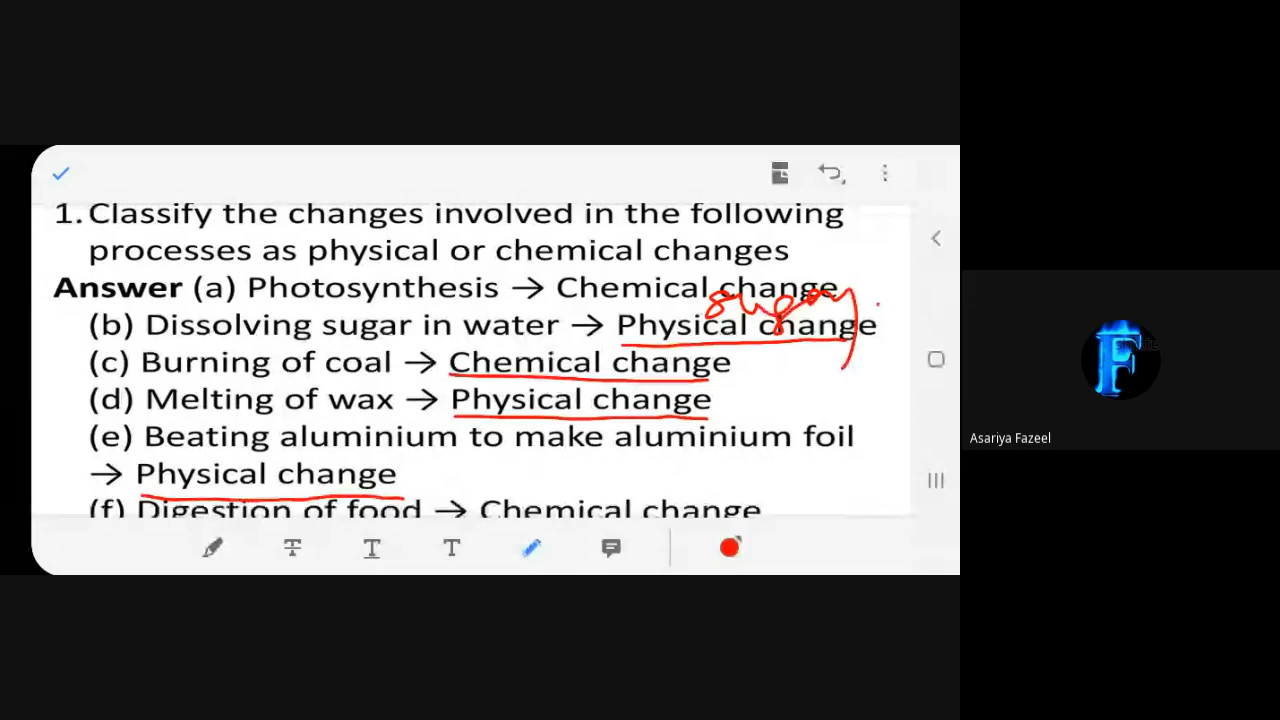 1. Classify the changes involved in the following
processes as physical or chemical changes
Answer (a) Photosynthesis → Chemical change
sugar)
(b) Dissolving sugar in water → Physical change
(c) Burning of coal → Chemical change
(d) Melting of wax → Physical change
(e) Beating aluminium to make aluminium foil
→ Physical change
(f) Digestion of food → Chemical change
T T T
F
Asariya Fazeel